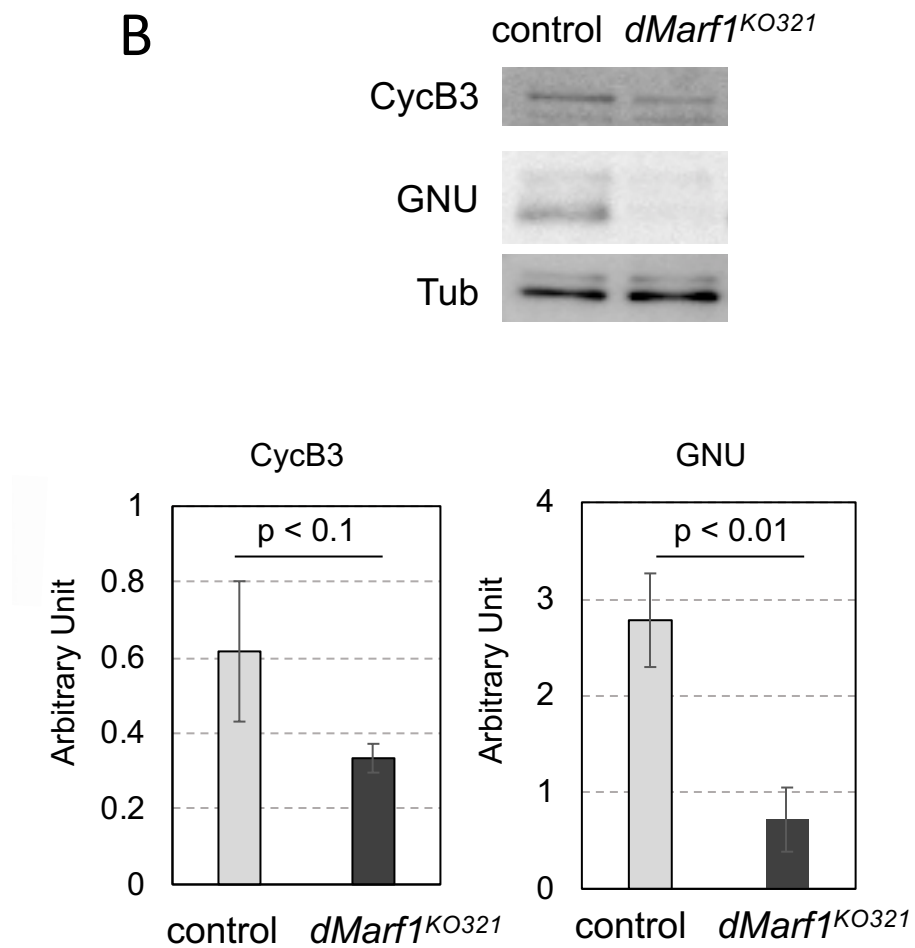 B
control dMarf1KO321
CycB3
GNU
Tub
CycB3
1
0.8
0.6
0.4
0.2
0
Arbitrary Unit
p < 0.1
control dMarf1KO321
GNU
4
3
2
1
0
Arbitrary Unit
p < 0.01
control dMarf1KO321